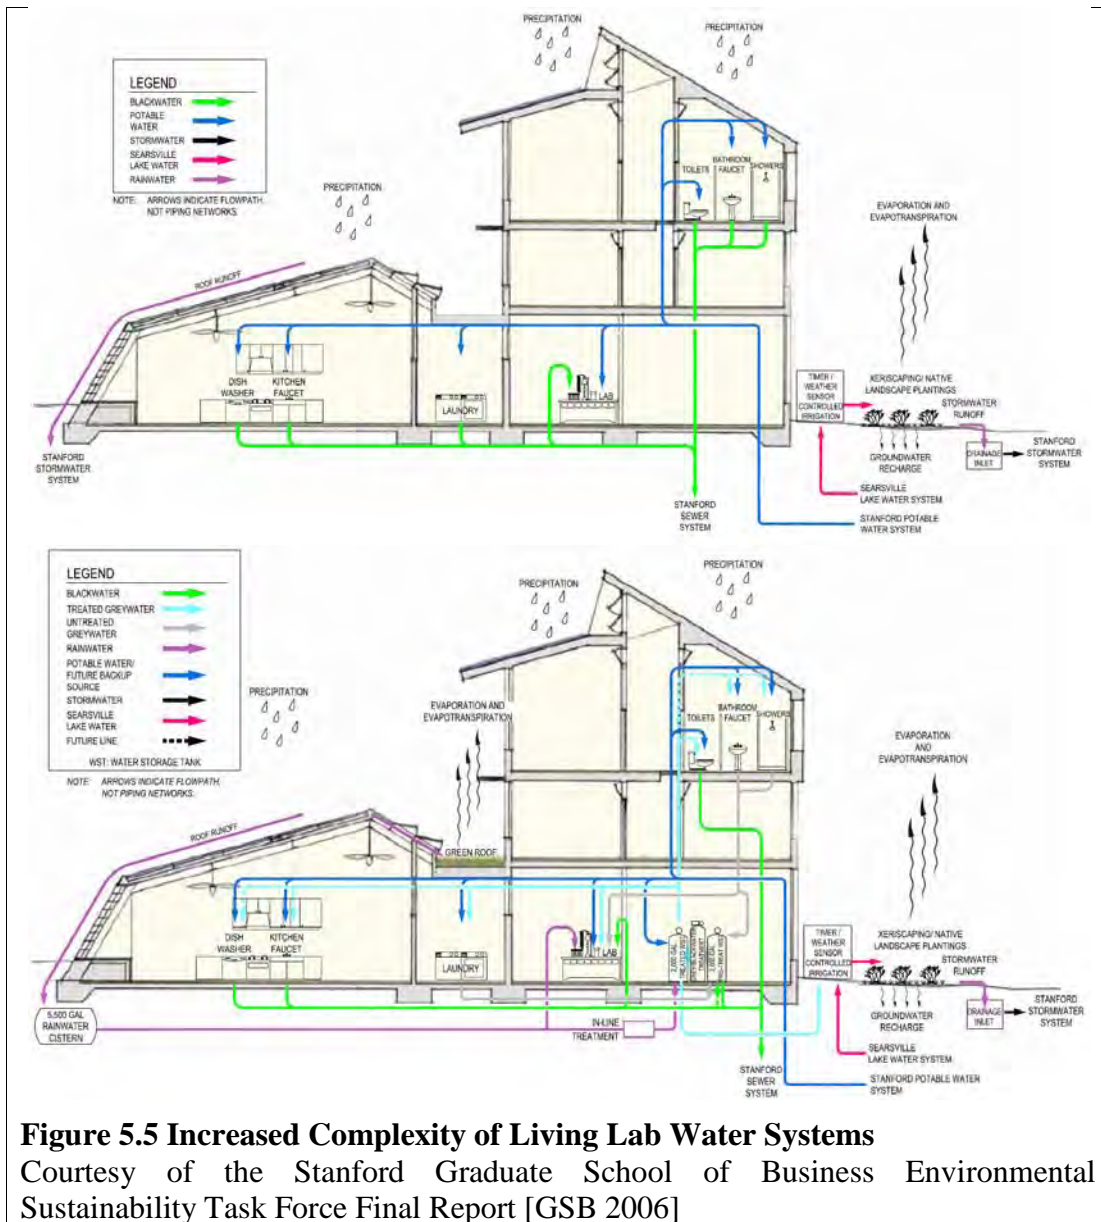 PRECIPITATION
PRECIPITATION
LEGEND
BLACKWATER
POTABLE
WATER
STORMWATER
SEARSVILLE
LAKE WATER
RAINWATER
NOTE: ARROWS INDICATE FLOWPATH.
NOT PIPING NETWORKS.
PRECIPITATION
TOILETS
BATHROOM
FAUCET
SHOWERS
EVAPORATION AND
EVAPOTRANSPIRATION
ROOF RUNOFF
DISH
WASHER
KITCHEN
FAUCET
LAUNDRY
LAB
TIMER /
WEATHER
SENSOR
CONTROLLED
IRRIGATION
XERISCAPING/ NATIVE
LANDSCAPE PLANTINGS
STORMWATER
RUNOFF
STANFORD
STORMWATER
SYSTEM
GROUNDWATER
RECHARGE
DRAINAGE
INLET
STANFORD
STORMWATER
SYSTEM
SEARSVILLE
LAKE WATER SYSTEM
STANFORD
SEWER
SYSTEM
STANFORD POTABLE
WATER SYSTEM
LEGEND
BLACKWATER
TREATED GREYWATER
UNTREATED
GREYWATER
RAINWATER
POTABLE WATER/
FUTURE BACKUP
SOURCE
STORMWATER
SEARSVILLE
LAKE WATER
FUTURE LINE
WST: WATER STORAGE TANK
NOTE: ARROWS INDICATE FLOWPATH.
NOT PIPING NETWORKS.
PRECIPITATION
PRECIPITATION
PRECIPITATION
EVAPORATION AND
EVAPOTRANSPIRATION
TOILETS
BATHROOM
FAUCET
SHOWERS
EVAPORATION
AND
EVAPOTRANSPIRATION
ROOF RUNOFF
GREEN ROOF
DISH
WASHER
KITCHEN
FAUCET
LAUNDRY
LAB
2,000 GAL
TREATED WST
TREATMENT
TIMER /
WEATHER
SENSOR
CONTROLLED
IRRIGATION
XERISCAPING/ NATIVE
LANDSCAPE PLANTINGS
STORMWATER
RUNOFF
5,500 GAL
RAINWATER
CISTERN
IN-LINE
TREATMENT
GROUNDWATER
RECHARGE
DRAINAGE
INLET
STANFORD
STORMWATER
SYSTEM
SEARSVILLE
LAKE WATER SYSTEM
STANFORD
SEWER
SYSTEM
STANFORD POTABLE WATER
SYSTEM
Figure 5.5 Increased Complexity of Living Lab Water Systems
Courtesy of the Stanford Graduate School of Business Environmental
Sustainability Task Force Final Report [GSB 2006]